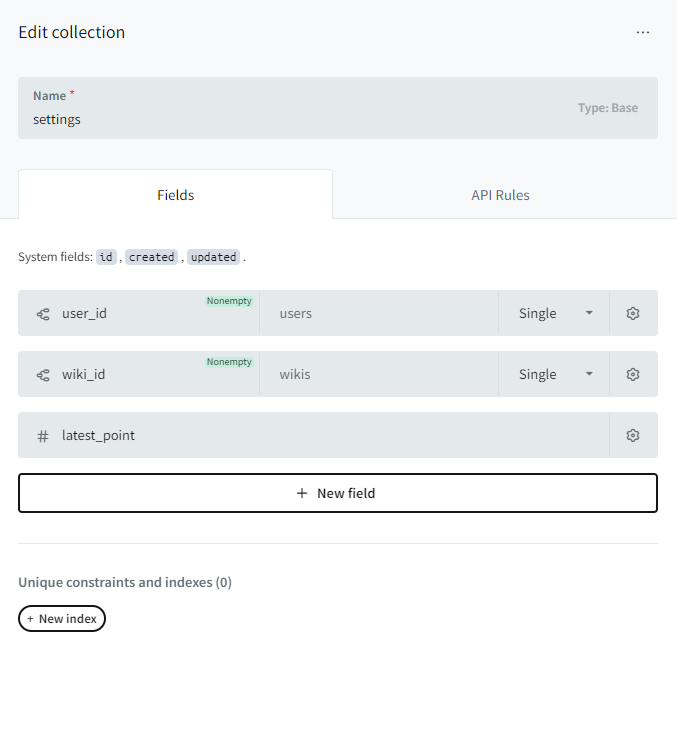 Edit collection
Name *
settings
Type: Base
Fields
API Rules
System fields: id , created , updated .
user_id
Nonempty
users
Single
wiki_id
Nonempty
wikis
Single
# latest_point
+ New field
Unique constraints and indexes (0)
+ New index